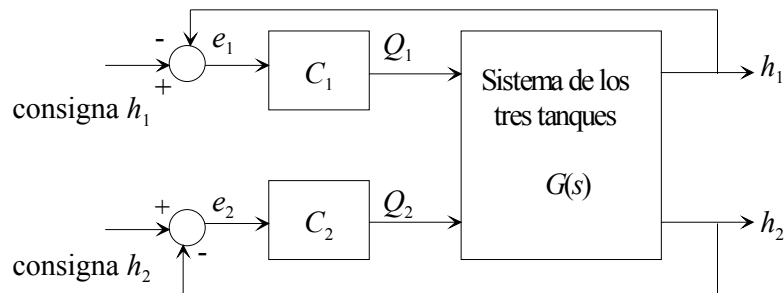 -
e₁
Q₁
+
C₁
Sistema de los
tres tanques
G(s)
h₁
consigna h₁
+
e₂
Q₂
-
C₂
h₂
consigna h₂